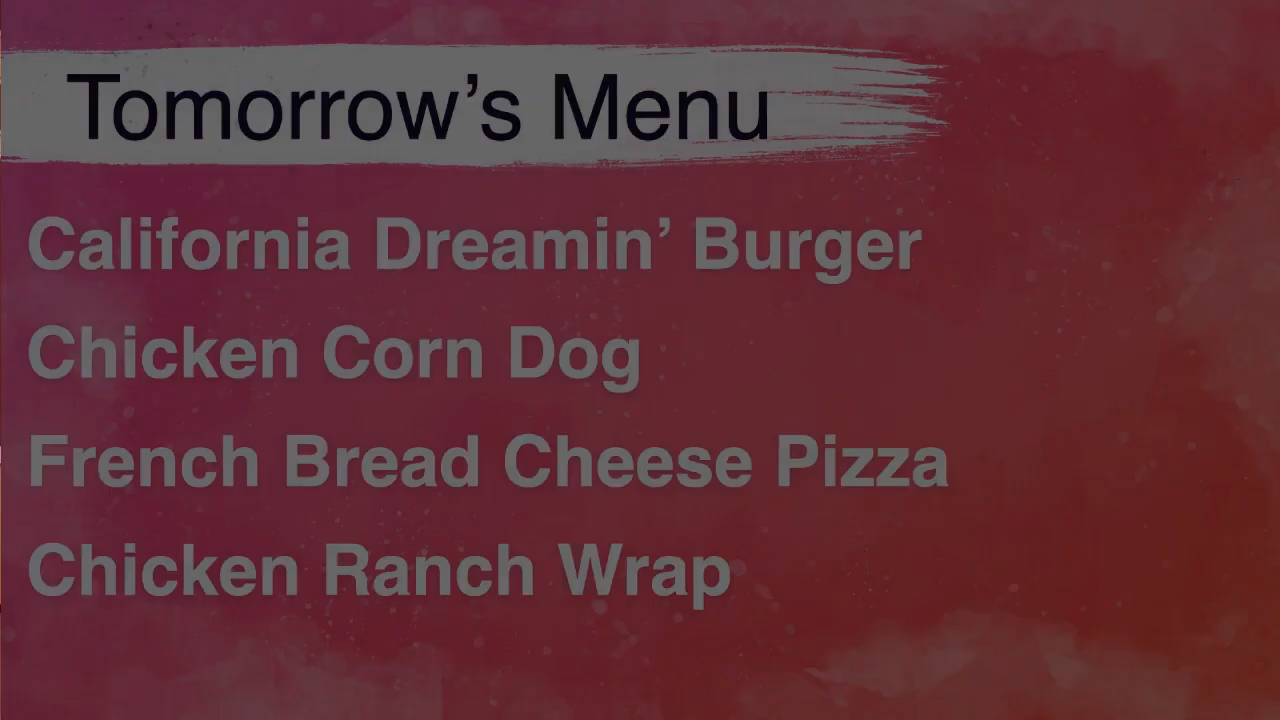 Tomorrow’s Menu
California Dreamin’ Burger
Chicken Corn Dog
French Bread Cheese Pizza
Chicken Ranch Wrap